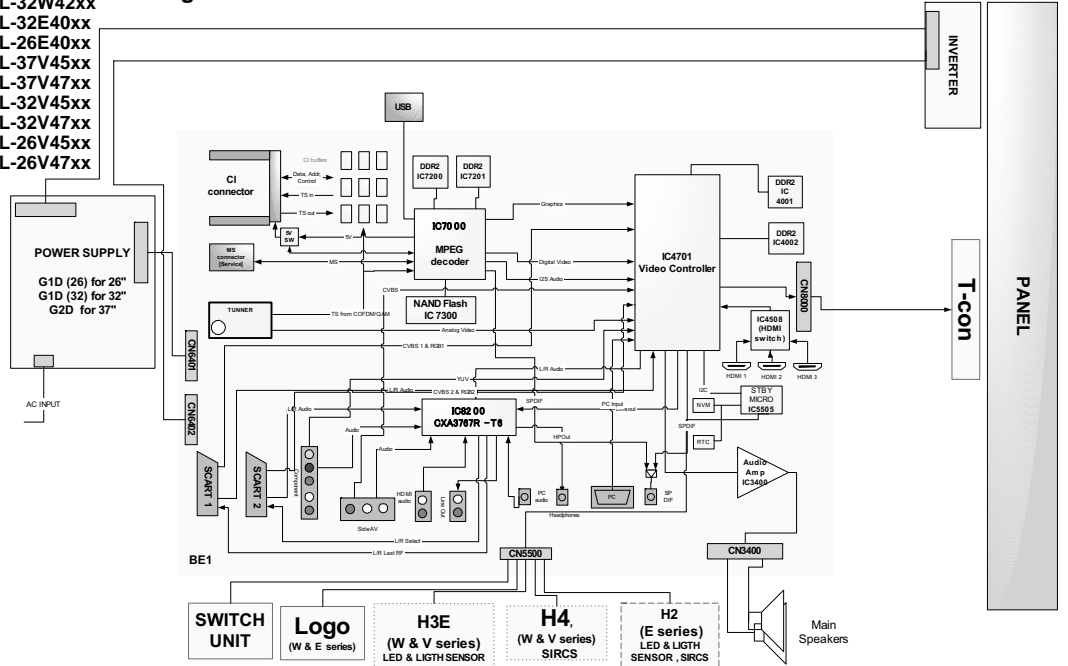 L-32W42xx
L-32E40xx
L-26E40xx
L-37V45xx
L-37V47xx
L-32V45xx
L-32V47xx
L-26V45xx
L-26V47xx
INVERTER
PANEL
T-con
USB
POWER SUPPLY
G1D (26) for 26"
G1D (32) for 32"
G2D for 37"
AC INPUT
CN6401
CN6402
CI
connector
CI buffers
Data, Addr,
Control
TS in
TS out
5V
SW
5V
MS
connector
[Service]
MS
DDR2
IC7200
DDR2
IC7201
IC7000
MPEG
decoder
NAND Flash
IC 7300
Graphics
Digital Video
I2S Audio
CVBS
TUNNER
TS from COFDM/QAM
Analog Video
CVBS 1 & RGB1
IC4701
Video Controller
DDR2
IC
4001
DDR2
IC4002
CN8000
IC4508
(HDMI
switch)
HDMI 1
HDMI 2
HDMI 3
L/R Audio
YUV
L/R Audio
CVBS 2 & RGB2
SPDIF
PC Input
I2C
STBY
MICRO
IC5505
NVM
RTC
SPDIF
L/R Audio
IC8200
CXA3767R -T6
Audio
Audio
HPOut
Audio
Amp
IC3400
SCART 1
SCART 2
Component
SideAV
HDMI
audio
Line Out
PC
audio
Headphones
PC
SP
DIF
L/R Select
L/R Last RF
BE1
CN5500
CN3400
SWITCH
UNIT
Logo
(W & E series)
H3E
(W & V series)
LED & LIGTH SENSOR
H4,
(W & V series)
SIRCS
H2
(E series)
LED & LIGTH
SENSOR , SIRCS
Main
Speakers